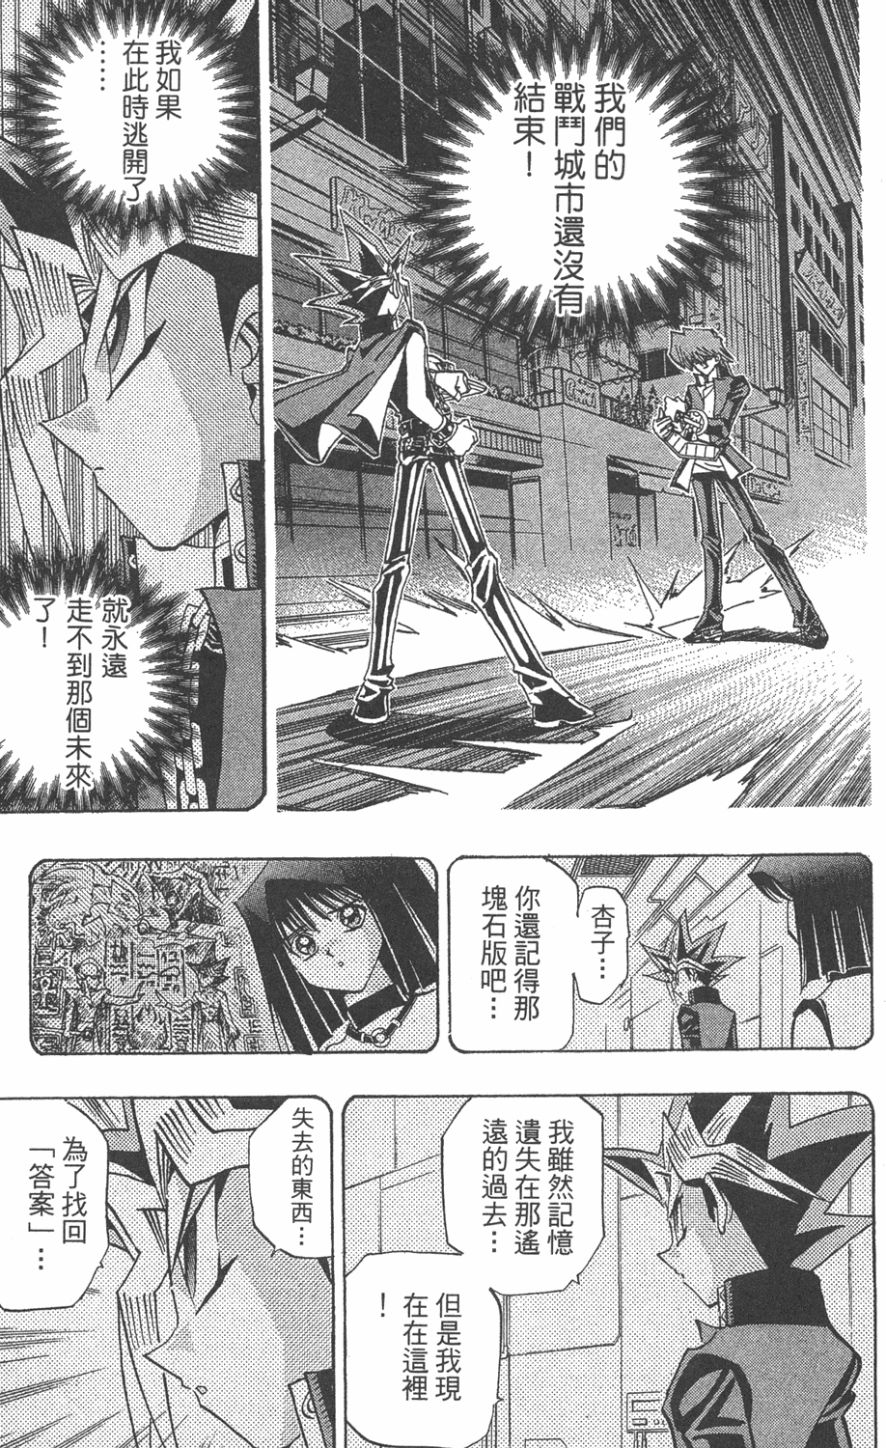 我們的
戰鬥城市還沒有
結束！
我如果
在此時逃開了
……
就永遠
走不到那個未來
了！
杏子…
你還記得那
塊石版吧…
我雖然記憶
遺失在那遙
遠的過去…
但是我現
在在這裡
！
失去的東西…
為了找回
「答案」…